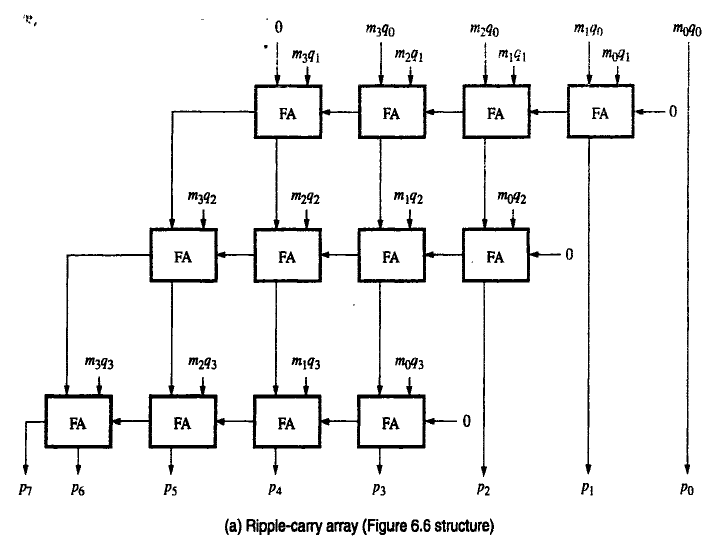 0 m3q0 m2q0 m1q0 m0q0
m3q1 m2q1 m1q1 m0q1
FA FA FA FA 0
m3q2 m2q2 m1q2 m0q2
FA FA FA FA 0
m3q3 m2q3 m1q3 m0q3
FA FA FA FA 0
p7 p6 p5 p4 p3 p2 p1 p0
(a) Ripple-carry array (Figure 6.6 structure)